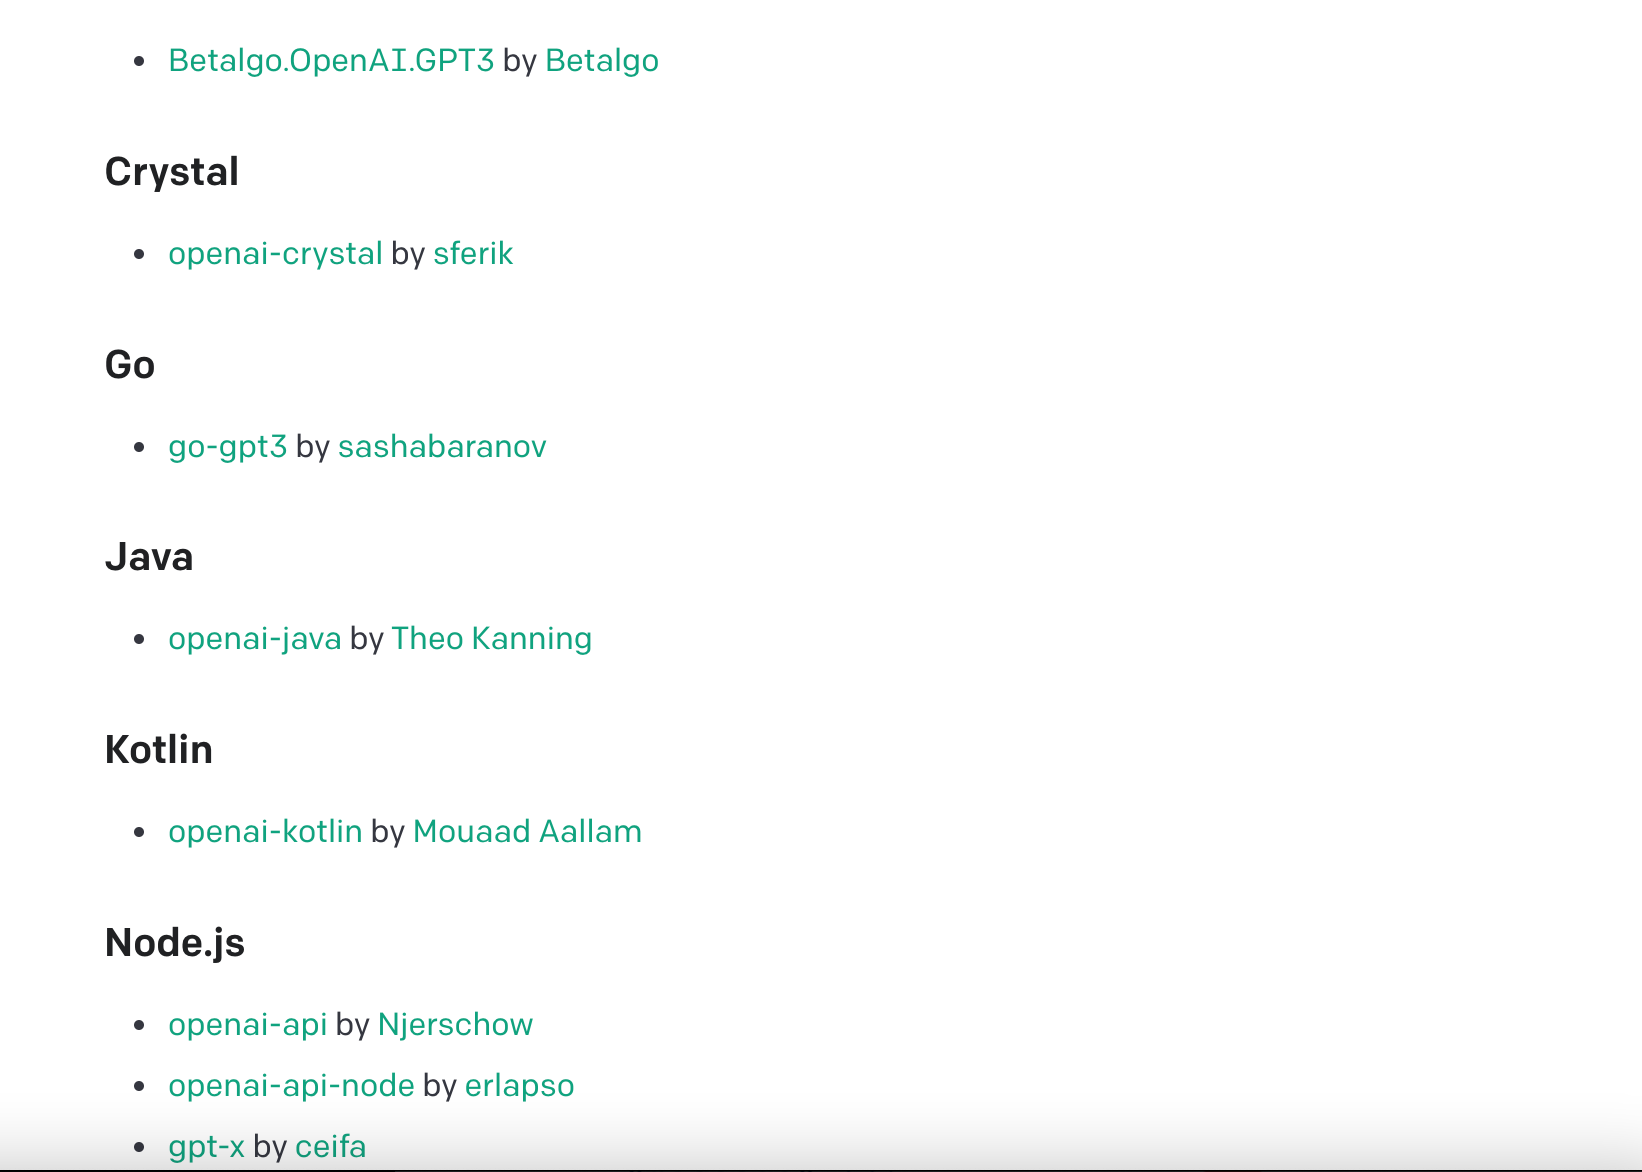 • Betalgo.OpenAI.GPT3 by Betalgo
Crystal
• openai-crystal by sferik
Go
• go-gpt3 by sashabaranov
Java
• openai-java by Theo Kanning
Kotlin
• openai-kotlin by Mouaad Aallam
Node.js
• openai-api by Njerschow
• openai-api-node by erlapso
• gpt-x by ceifa